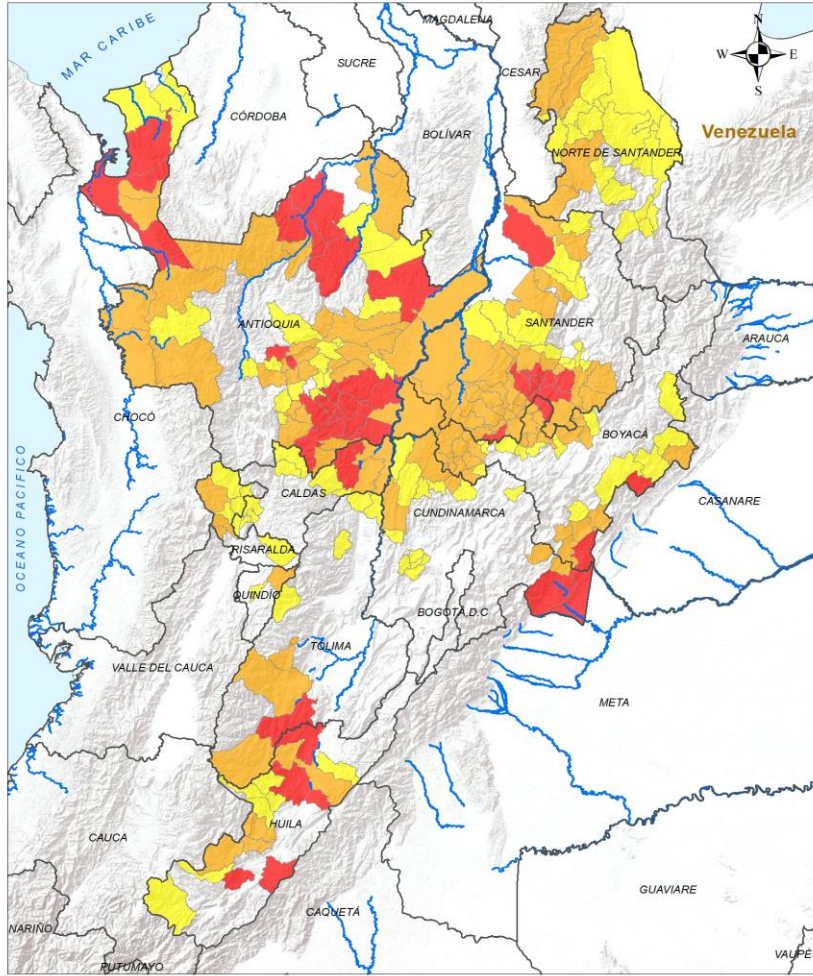 MAGDALENA
N
W E
S
MAR CARIBE
SUCRE
CESAR
CÓRDOBA
BOLÍVAR
Venezuela
NORTE DE SANTANDER
ANTIOQUIA
SANTANDER
ARAUCA
CHOCÓ
BOYACÁ
OCEANO PACIFICO
CALDAS
CUNDINAMARCA
CASANARE
RISARALDA
QUINDÍO
BOGOTÁ, D.C
TOLIMA
VALLE DEL CAUCA
META
HUILA
CAUCA
GUAVIARE
CAQUETÁ
NARIÑO
PUTUMAYO
VAUPÉ